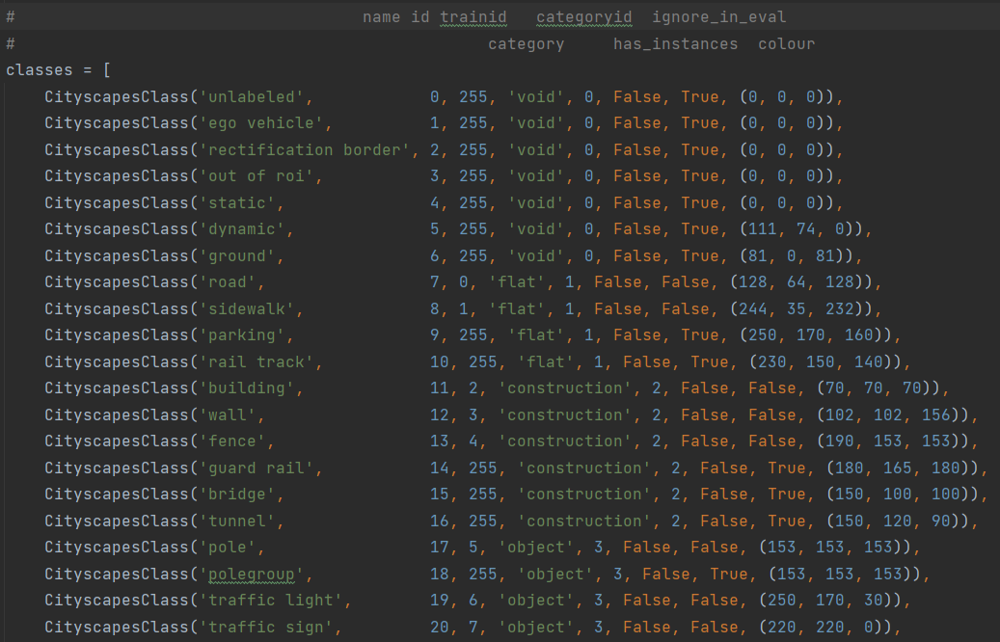 # name id trainid categoryid ignore_in_eval
# category has_instances colour
classes = [
CityscapesClass('unlabeled', 0, 255, 'void', 0, False, True, (0, 0, 0)),
CityscapesClass('ego vehicle', 1, 255, 'void', 0, False, True, (0, 0, 0)),
CityscapesClass('rectification border', 2, 255, 'void', 0, False, True, (0, 0, 0)),
CityscapesClass('out of roi', 3, 255, 'void', 0, False, True, (0, 0, 0)),
CityscapesClass('static', 4, 255, 'void', 0, False, True, (0, 0, 0)),
CityscapesClass('dynamic', 5, 255, 'void', 0, False, True, (111, 74, 0)),
CityscapesClass('ground', 6, 255, 'void', 0, False, True, (81, 0, 81)),
CityscapesClass('road', 7, 0, 'flat', 1, False, False, (128, 64, 128)),
CityscapesClass('sidewalk', 8, 1, 'flat', 1, False, False, (244, 35, 232)),
CityscapesClass('parking', 9, 255, 'flat', 1, False, True, (250, 170, 160)),
CityscapesClass('rail track', 10, 255, 'flat', 1, False, True, (230, 150, 140)),
CityscapesClass('building', 11, 2, 'construction', 2, False, False, (70, 70, 70)),
CityscapesClass('wall', 12, 3, 'construction', 2, False, False, (102, 102, 156)),
CityscapesClass('fence', 13, 4, 'construction', 2, False, False, (190, 153, 153)),
CityscapesClass('guard rail', 14, 255, 'construction', 2, False, True, (180, 165, 180)),
CityscapesClass('bridge', 15, 255, 'construction', 2, False, True, (150, 100, 100)),
CityscapesClass('tunnel', 16, 255, 'construction', 2, False, True, (150, 120, 90)),
CityscapesClass('pole', 17, 5, 'object', 3, False, False, (153, 153, 153)),
CityscapesClass('polegroup', 18, 255, 'object', 3, False, True, (153, 153, 153)),
CityscapesClass('traffic light', 19, 6, 'object', 3, False, False, (250, 170, 30)),
CityscapesClass('traffic sign', 20, 7, 'object', 3, False, False, (220, 220, 0)),